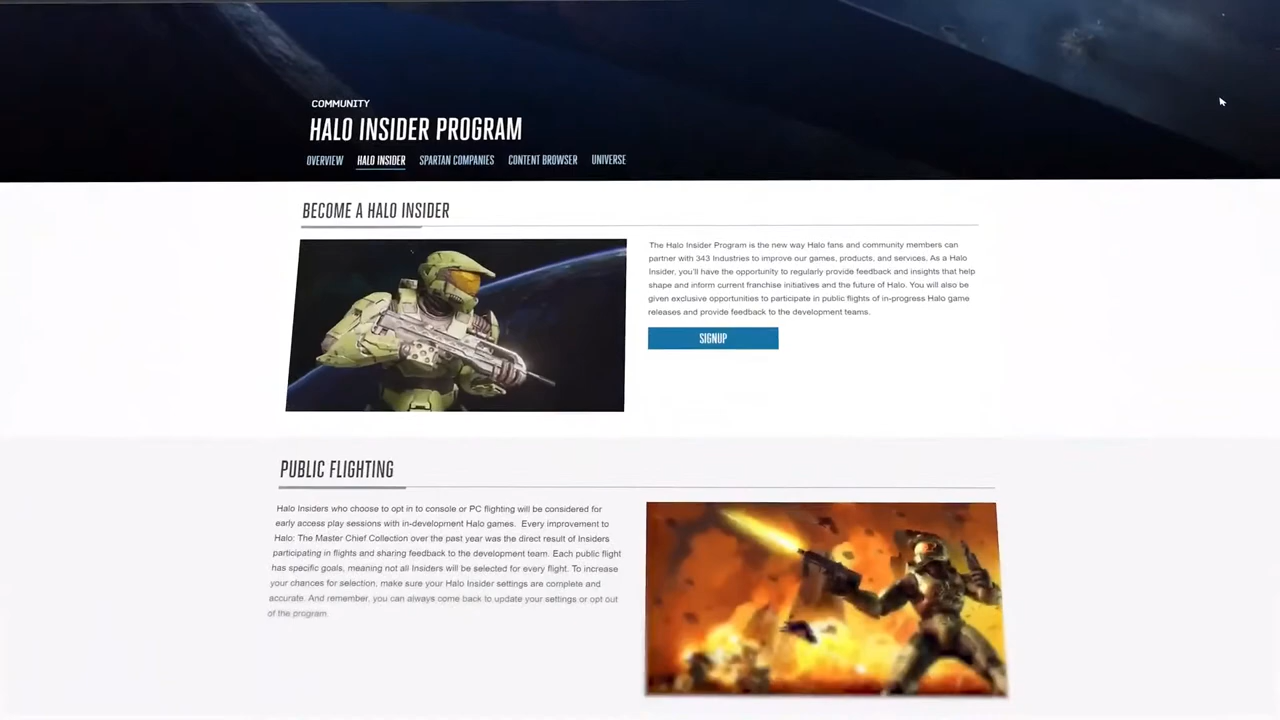 COMMUNITY
HALO INSIDER PROGRAM
OVERVIEW HALO INSIDER SPARTAN COMPANIES CONTENT BROWSER UNIVERSE
BECOME A HALO INSIDER
The Halo Insider Program is the new way Halo fans and community members can
partner with 343 Industries to improve our games, products, and services. As a Halo
Insider, you'll have the opportunity to regularly provide feedback and insights that help
shape and inform current franchise initiatives and the future of Halo. You will also be
given exclusive opportunities to participate in public flights of in-progress Halo game
releases and provide feedback to the development teams.
SIGNUP
PUBLIC FLIGHTING
Halo Insiders who choose to opt in to console or PC flighting will be considered for
early access play sessions with in-development Halo games. Every improvement to
Halo: The Master Chief Collection over the past year was the direct result of Insiders
participating in flights and sharing feedback to the development team. Each public flight
has specific goals, meaning not all Insiders will be selected for every flight. To increase
your chances for selection, make sure your Halo Insider settings are complete and
accurate. And remember, you can always come back to update your settings or opt out
of the program